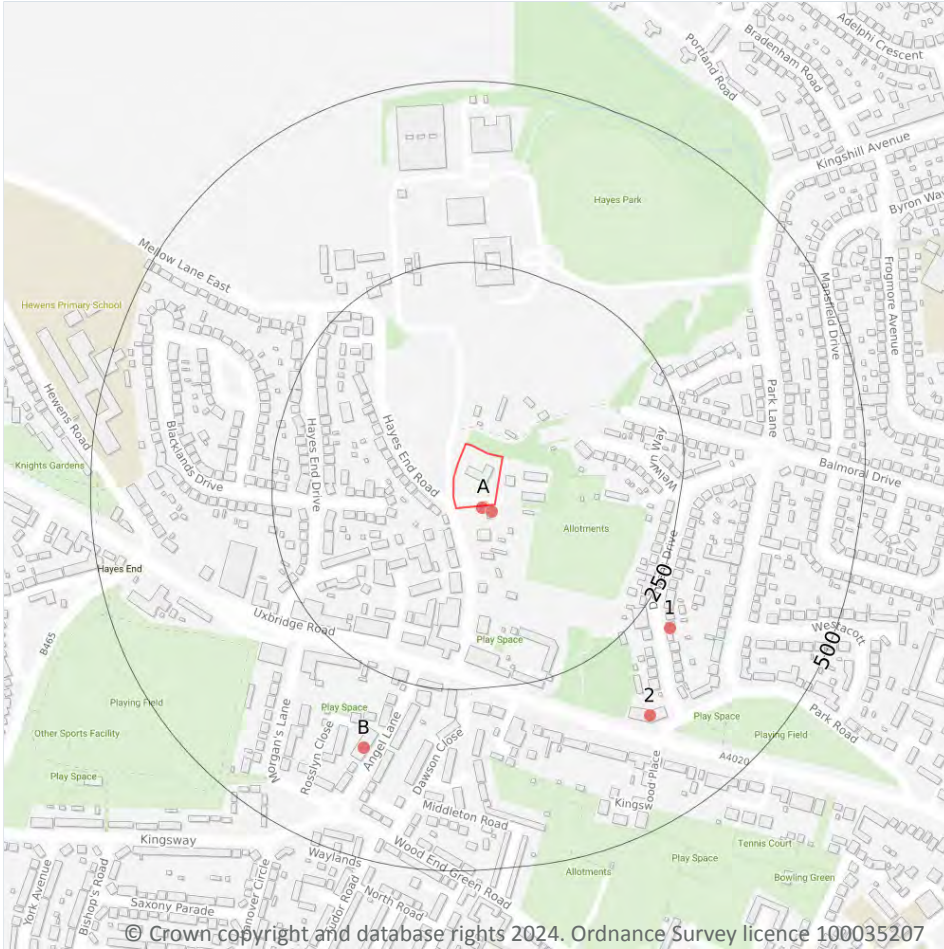 Adelphi Crescent
Bradenham Road
Portland Road
Kingshill Avenue
Byron Way
Hayes Park
Mellow Lane East
Frogmore Avenue
Mansfield Drive
Hewens Primary School
Hewens Road
Park Lane
Hayes End Road
Hayes End Drive
Blacklands Drive
Welwyn Way
Knights Gardens
Balmoral Drive
A
Allotments
Hayes End
250
1
Uxbridge Road
Westacott
500
Play Space
B465
2
Park Road
Playing Field
Play Space
Play Space
Playing Field
Other Sports Facility
B
Morgan's Lane
Rosslyn Close
Angel Lane
Dawson Close
A4020
Play Space
Kingswood Place
Middleton Road
Kingsway
Tennis Court
Wood End Green Road
Waylands
Play Space
Allotments
Bowling Green
York Avenue
Bishop's Road
Saxony Parade
North Road
© Crown copyright and database rights 2024. Ordnance Survey licence 100035207